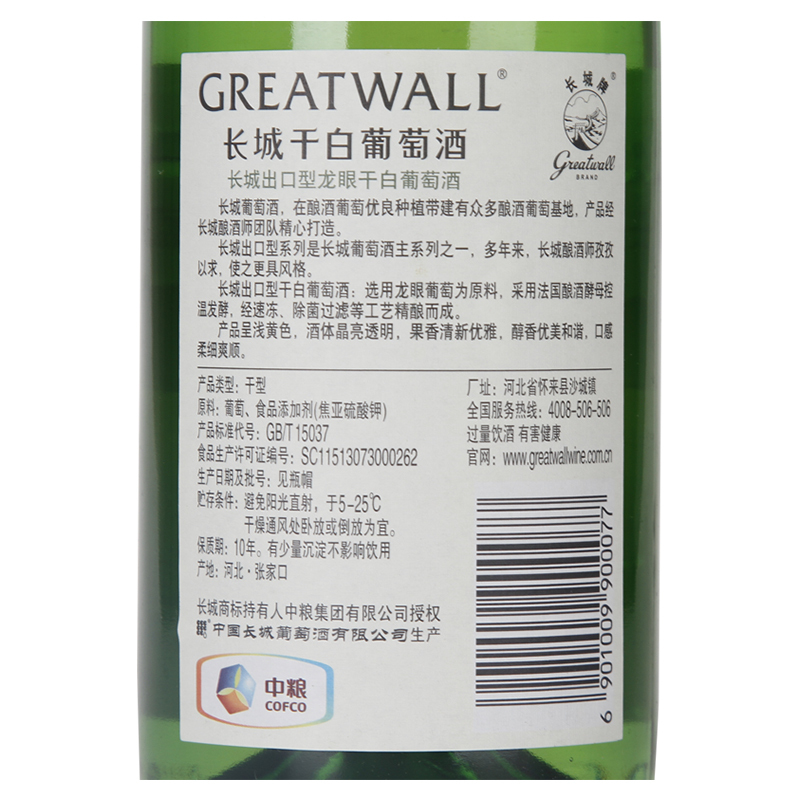 GREATWALL®
长城牌®
Greatwall
BRAND
长城干白葡萄酒
长城出口型龙眼干白葡萄酒
长城葡萄酒，在酿酒葡萄优良种植带建有众多酿酒葡萄基地，产品经
长城酿酒师团队精心打造。
长城出口型系列是长城葡萄酒主系列之一，多年来，长城酿酒师孜孜
以求，使之更具风格。
长城出口型干白葡萄酒：选用龙眼葡萄为原料，采用法国酿酒酵母控
温发酵，经速冻、除菌过滤等工艺精酿而成。
产品呈浅黄色，酒体晶亮透明，果香清新优雅，醇香优美和谐，口感
柔细爽顺。
产品类型：干型
原料：葡萄、食品添加剂(焦亚硫酸钾)
产品标准代号：GB/T 15037
食品生产许可证编号：SC11513073000262
生产日期及批号：见瓶帽
贮存条件：避免阳光直射，于5-25℃
干燥通风处卧放或倒放为宜。
保质期：10年。有少量沉淀不影响饮用
产地：河北·张家口
厂址：河北省怀来县沙城镇
全国服务热线：4008-506-506
过量饮酒 有害健康
官网：www.greatwallwine.com.cn
长城商标持有人中粮集团有限公司授权
中国长城葡萄酒有限公司生产
中粮
COFCO
6 901009 900077